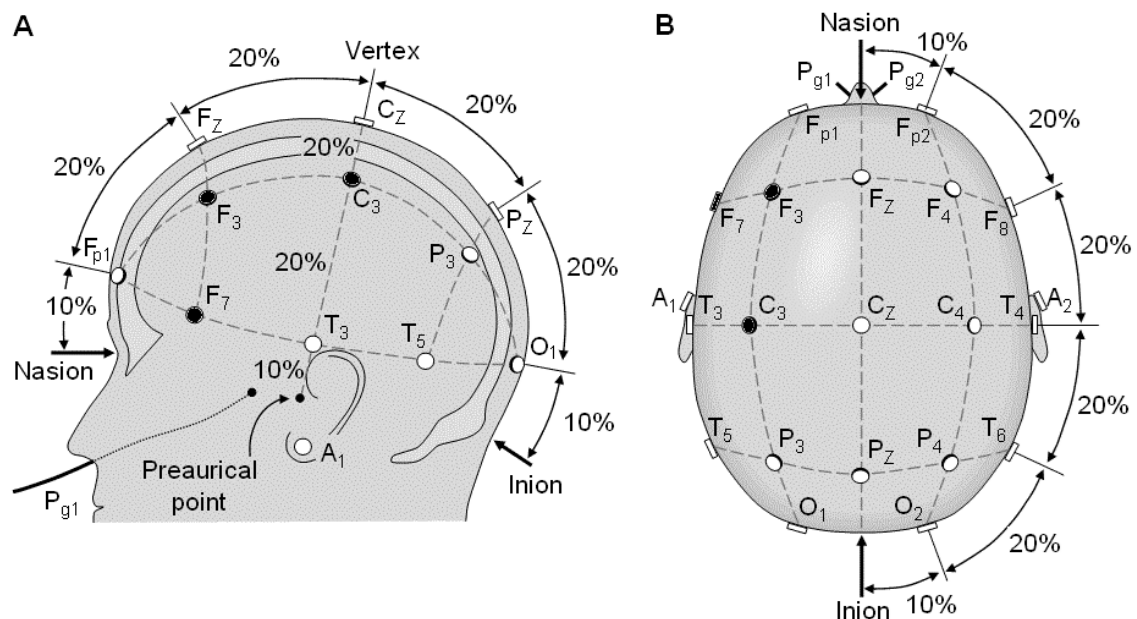 A
20%
Vertex
F_Z
C_Z
20%
20%
20%
F_3
C_3
P_Z
F_p1
P_3
20%
20%
10%
F_7
T_3
T_5
O_1
Nasion
10%
10%
A_1
Preaurical
point
Inion
P_g1
B
Nasion
10%
P_g1
P_g2
F_p1
F_p2
20%
F_7
F_3
F_Z
F_4
F_8
20%
A_1
T_3
C_3
C_Z
C_4
T_4
A_2
20%
T_5
P_3
P_Z
P_4
T_6
O_1
O_2
20%
10%
Inion